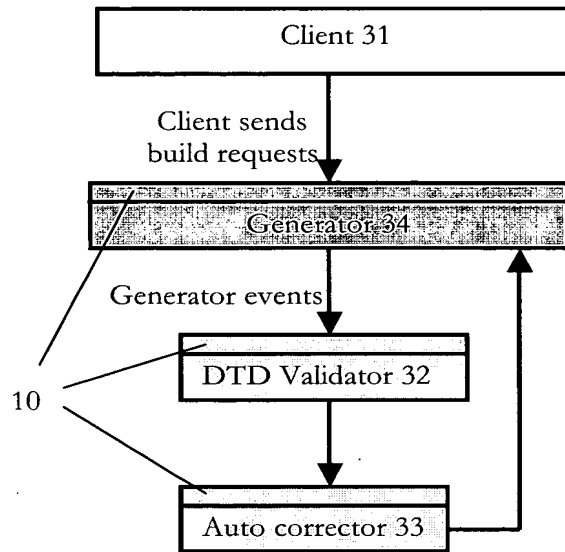 Client 31
Client sends
build requests
Generator 34
Generator events
DTD Validator 32
10
Auto corrector 33